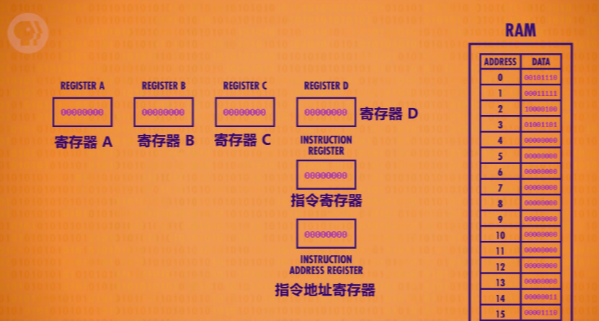 RAM
REGISTER A
REGISTER B
REGISTER C
REGISTER D
00000000
00000000
00000000
00000000
寄存器 A
寄存器 B
寄存器 C
寄存器 D
INSTRUCTION
REGISTER
00000000
指令寄存器
00000000
INSTRUCTION
ADDRESS REGISTER
指令地址寄存器
ADDRESS DATA
0 00101110
1 00011111
2 10000100
3 01001101
4 00000000
5 00000000
6 00000000
7 00000000
8 00000000
9 00000000
10 00000000
11 00000000
12 00000000
13 00000000
14 00000011
15 00001110